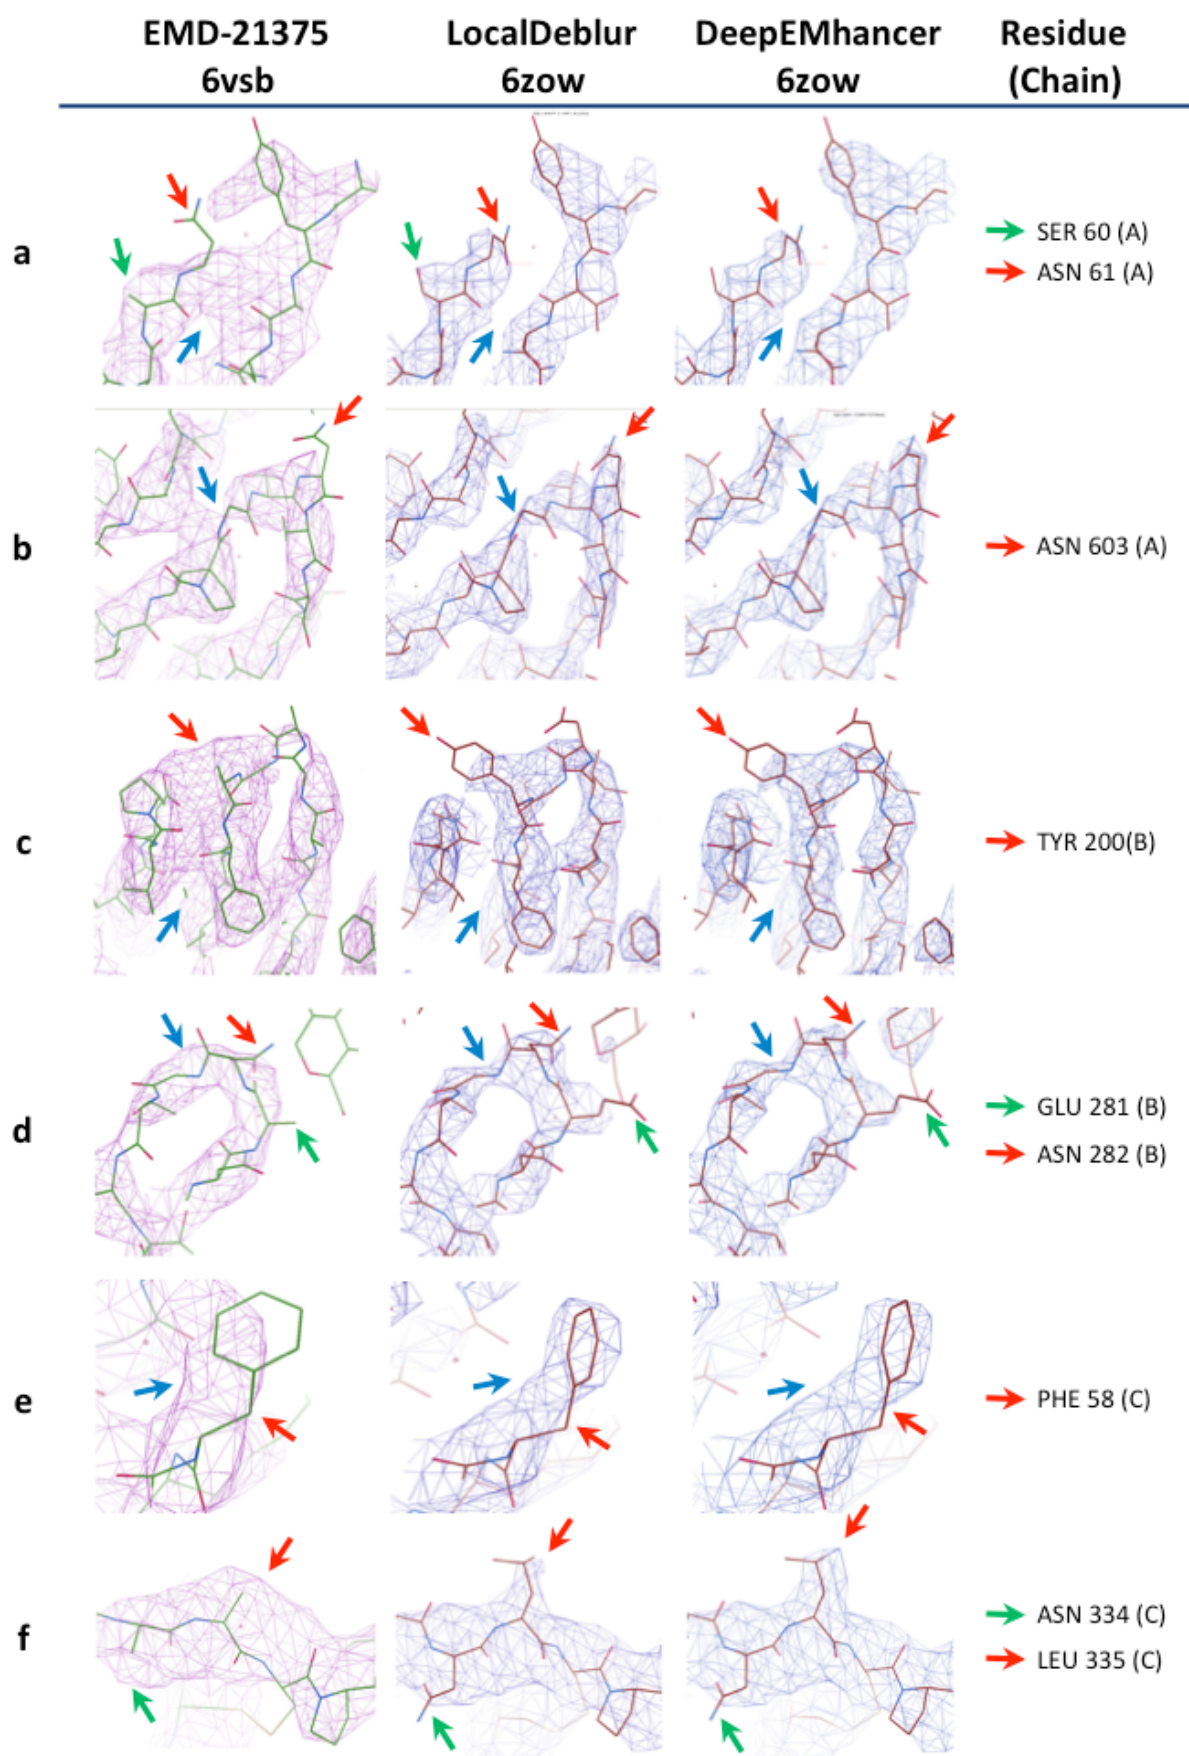 EMD-21375 LocalDeblur DeepEMhancer Residue
6vsb 6zow 6zow (Chain)
a
SER 60 (A)
ASN 61 (A)
b
ASN 603 (A)
c
TYR 200(B)
d
GLU 281 (B)
ASN 282 (B)
e
PHE 58 (C)
f
ASN 334 (C)
LEU 335 (C)